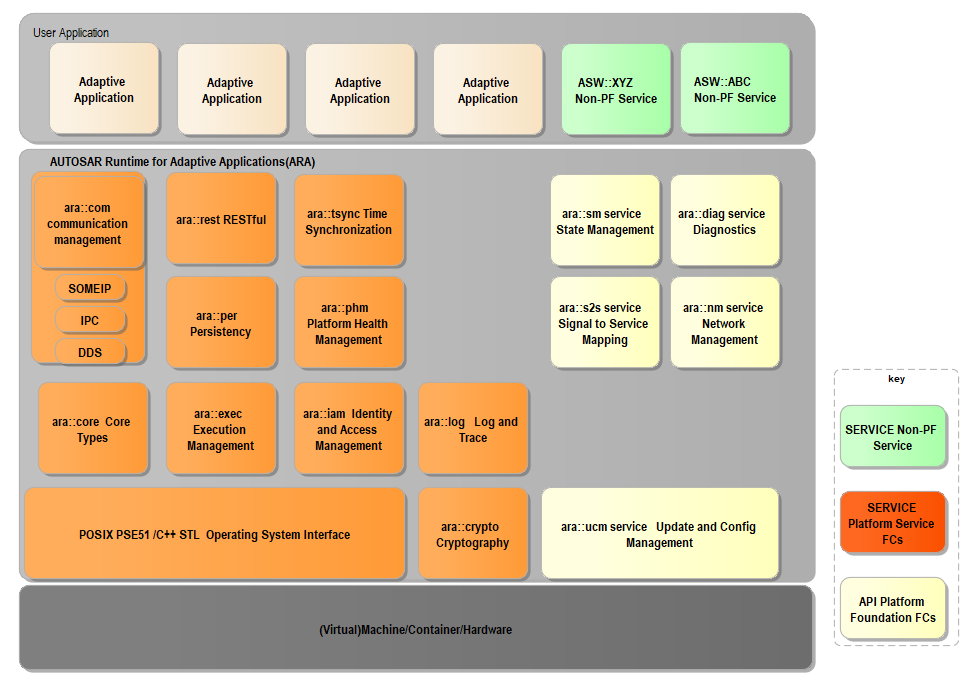 User Application
Adaptive
Application
Adaptive
Application
Adaptive
Application
Adaptive
Application
ASW::XYZ
Non-PF Service
ASW::ABC
Non-PF Service
AUTOSAR Runtime for Adaptive Applications(ARA)
ara::com
communication
management
SOMEIP
IPC
DDS
ara::rest RESTful
ara::tsync Time
Synchronization
ara::sm service
State Management
ara::diag service
Diagnostics
ara::per
Persistency
ara::phm
Platform Health
Management
ara::s2s service
Signal to Service
Mapping
ara::nm service
Network
Management
ara::core Core
Types
ara::exec
Execution
Management
ara::iam Identity
and Access
Management
ara::log Log and
Trace
POSIX PSE51 /C++ STL Operating System Interface
ara::crypto
Cryptography
ara::ucm service Update and Config
Management
(Virtual)Machine/Container/Hardware
key
SERVICE Non-PF
Service
SERVICE
Platform Service
FCs
API Platform
Foundation FCs